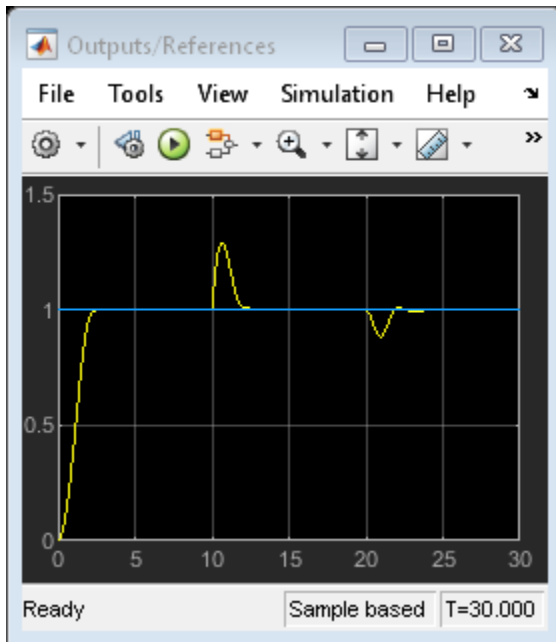 Outputs/References
File Tools View Simulation Help
1.5
1
0.5
0
0 5 10 15 20 25 30
Ready Sample based T=30.000